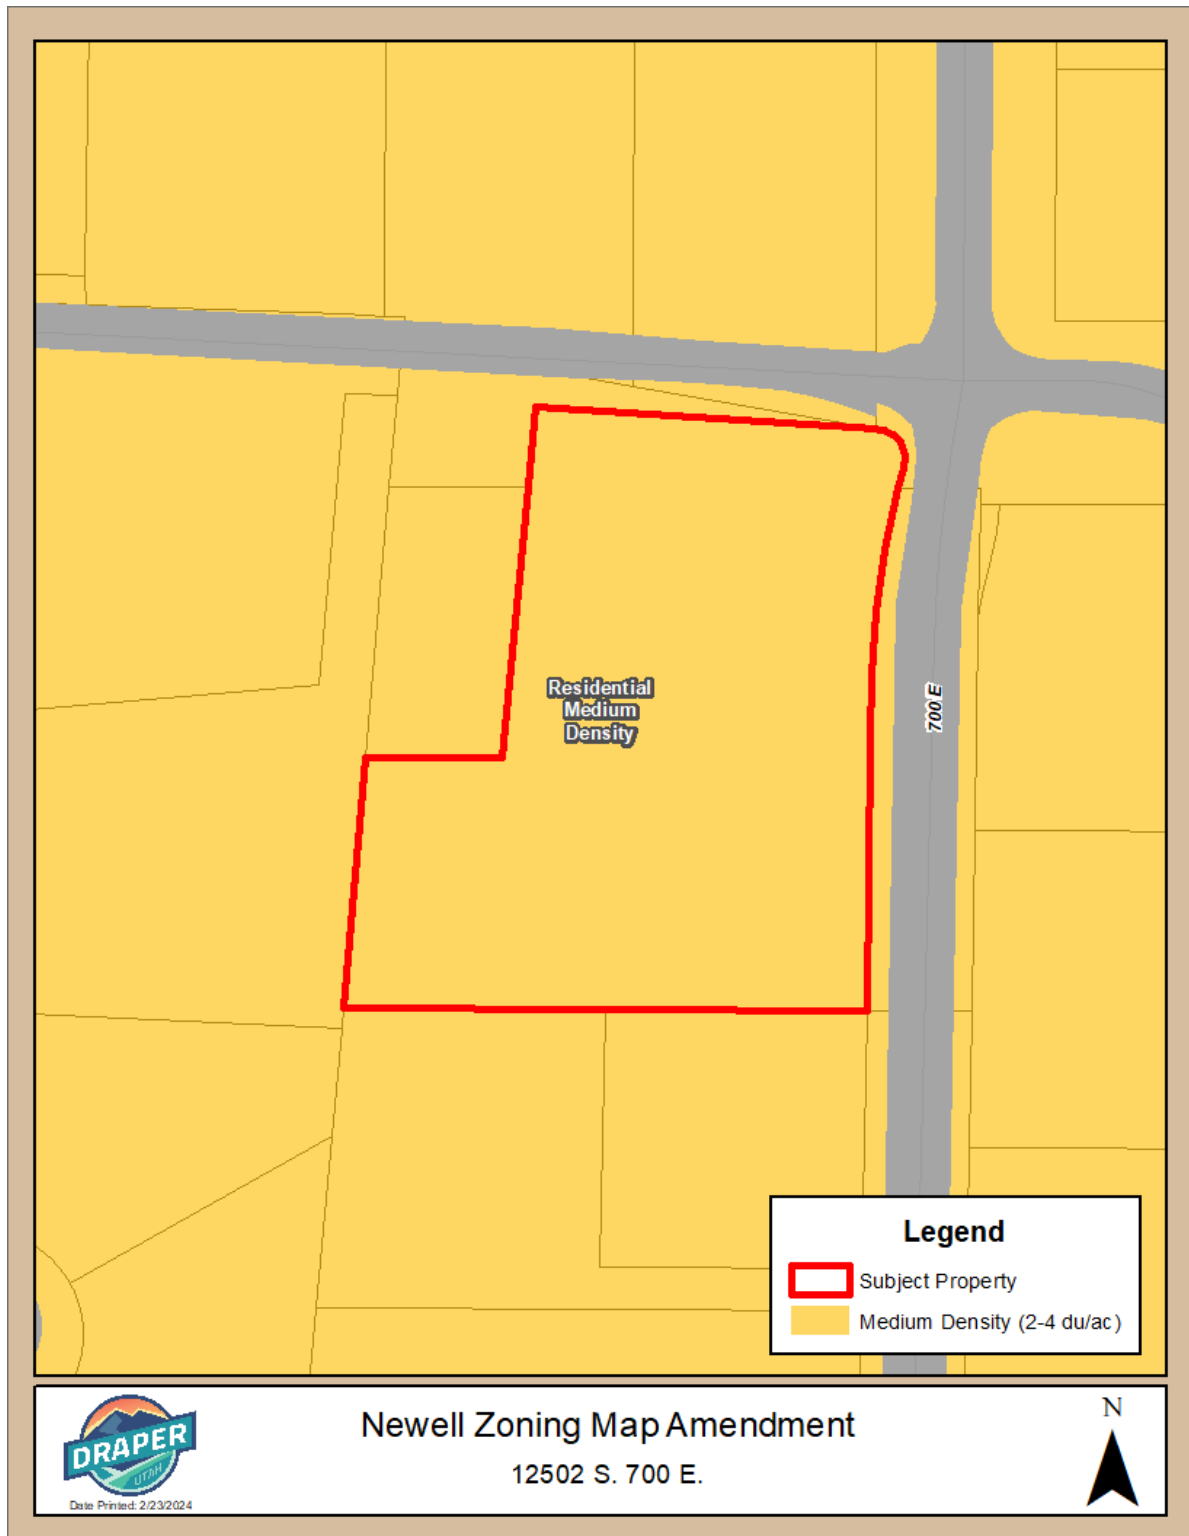 Residential
Medium
Density
700 E
Legend
Subject Property
Medium Density (2-4 du/ac)
DRAPER
UTAH
Date Printed: 2/23/2024
Newell Zoning Map Amendment
12502 S. 700 E.
N